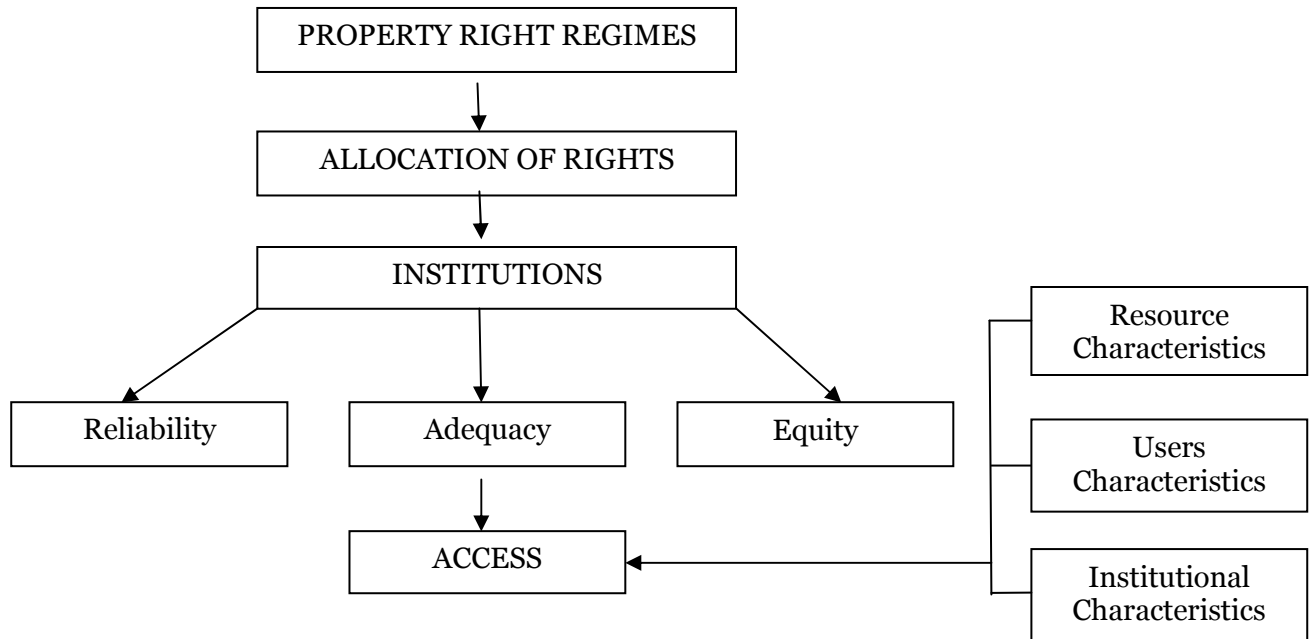 PROPERTY RIGHT REGIMES
ALLOCATION OF RIGHTS
INSTITUTIONS
Resource
Characteristics
Reliability
Adequacy
Equity
Users
Characteristics
ACCESS
Institutional
Characteristics